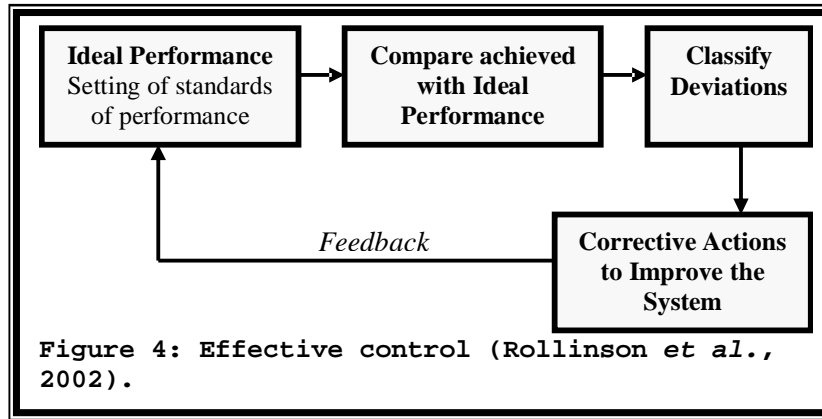 Ideal Performance
Setting of standards
of performance
Compare achieved
with Ideal
Performance
Classify
Deviations
Feedback
Corrective Actions
to Improve the
System
Figure 4: Effective control (Rollinson et al.,
2002).